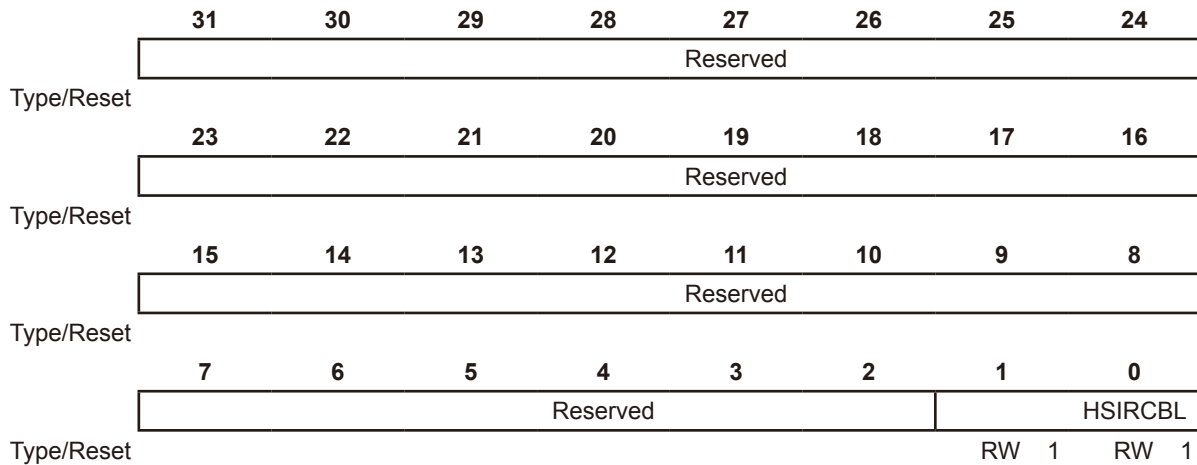 31 30 29 28 27 26 25 24
Reserved
Type/Reset
23 22 21 20 19 18 17 16
Reserved
Type/Reset
15 14 13 12 11 10 9 8
Reserved
Type/Reset
7 6 5 4 3 2 1 0
Reserved HSIRCBL
Type/Reset RW 1 RW 1